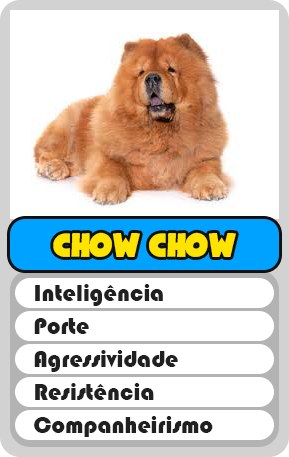 CHOW CHOW
Inteligência
Porte
Agressividade
Resistência
Companheirismo